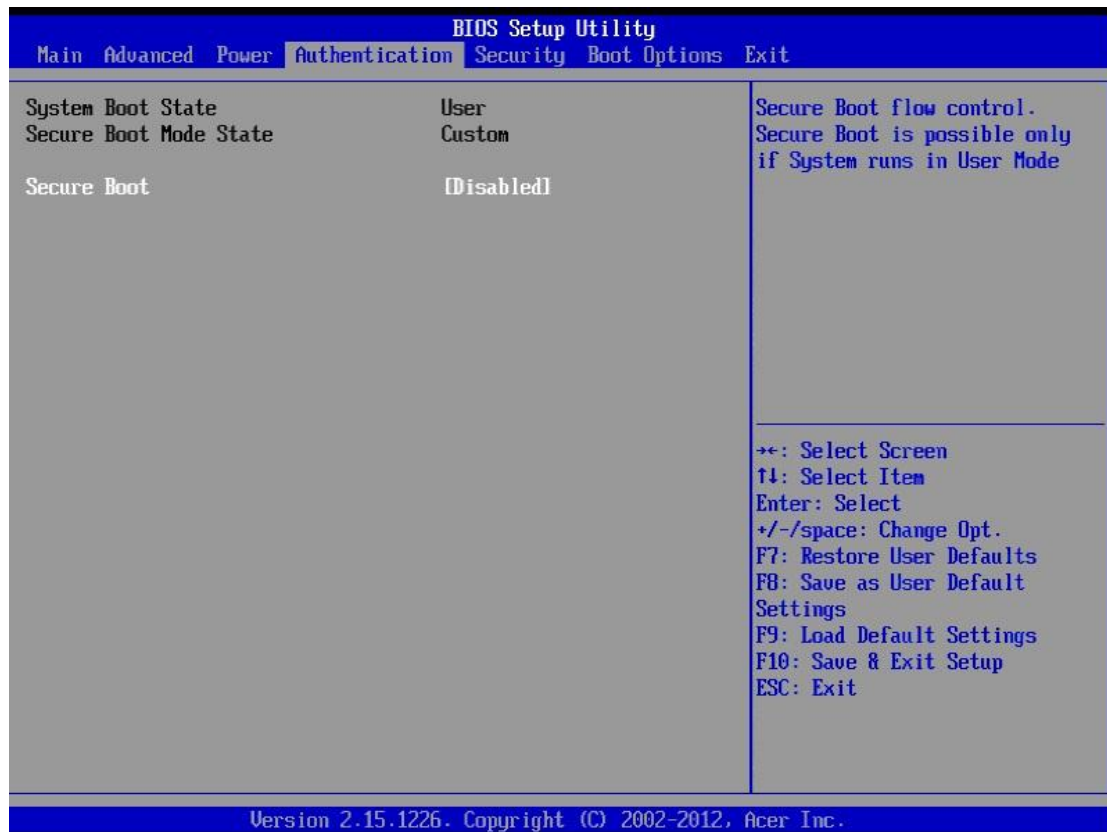 BIOS Setup Utility
Main Advanced Power Authentication Security Boot Options Exit
System Boot State User
Secure Boot Mode State Custom
Secure Boot [Disabled]
Secure Boot flow control.
Secure Boot is possible only
if System runs in User Mode
→←: Select Screen
↑↓: Select Item
Enter: Select
+/-/space: Change Opt.
F7: Restore User Defaults
F8: Save as User Default
Settings
F9: Load Default Settings
F10: Save & Exit Setup
ESC: Exit
Version 2.15.1226. Copyright (C) 2002-2012, Acer Inc.